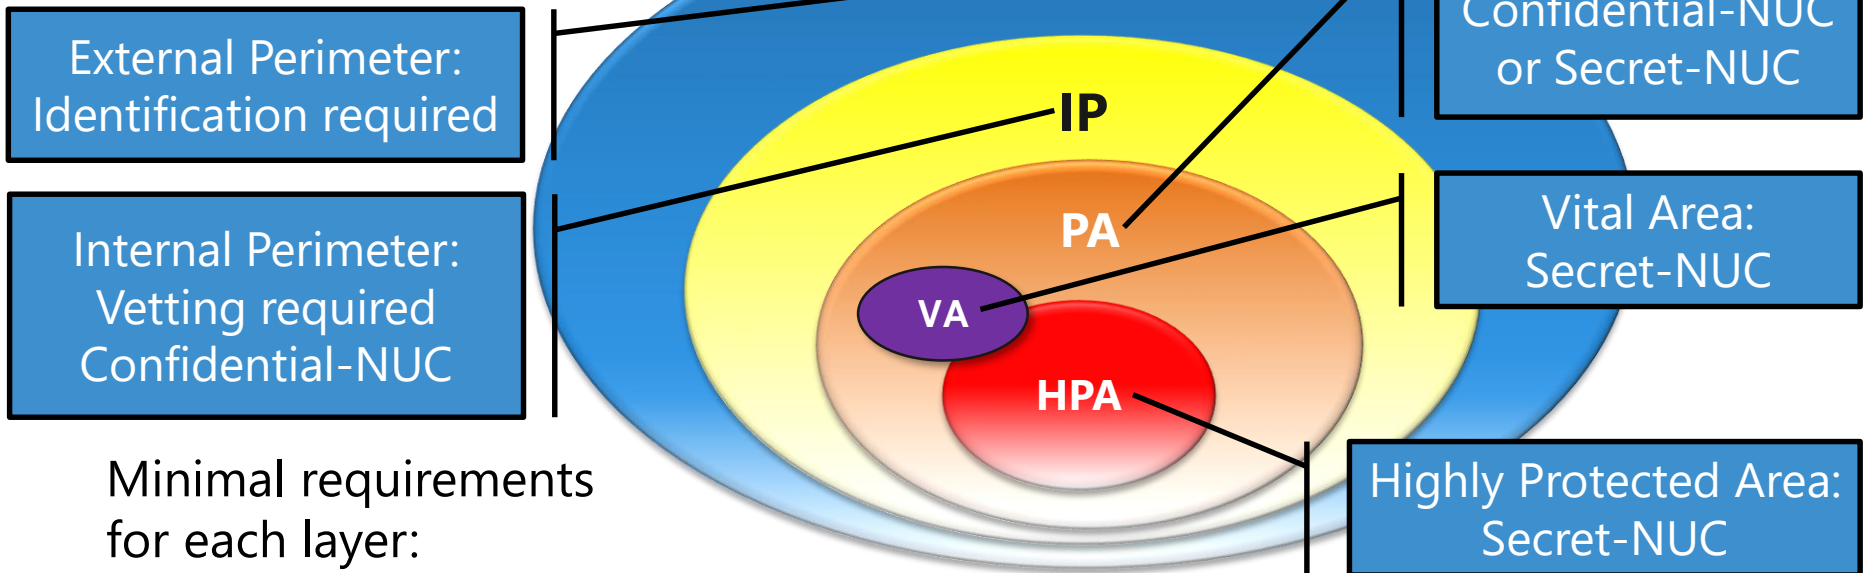 External Perimeter:
Identification required
Internal Perimeter:
Vetting required
Confidential-NUC
Minimal requirements
for each layer:
IP
PA
VA
HPA
Confidential-NUC
or Secret-NUC
Vital Area:
Secret-NUC
Highly Protected Area:
Secret-NUC